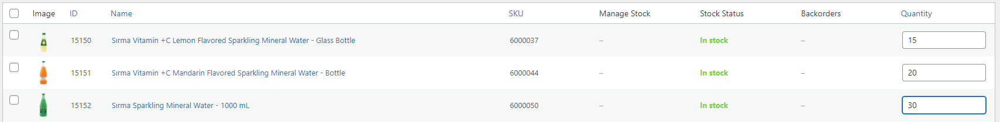 Image ID Name SKU Manage Stock Stock Status Backorders Quantity
15150 Sırma Vitamin +C Lemon Flavored Sparkling Mineral Water - Glass Bottle 6000037 – In stock – 15
15151 Sırma Vitamin +C Mandarin Flavored Sparkling Mineral Water - Bottle 6000044 – In stock – 20
15152 Sırma Sparkling Mineral Water - 1000 mL 6000050 – In stock – 30